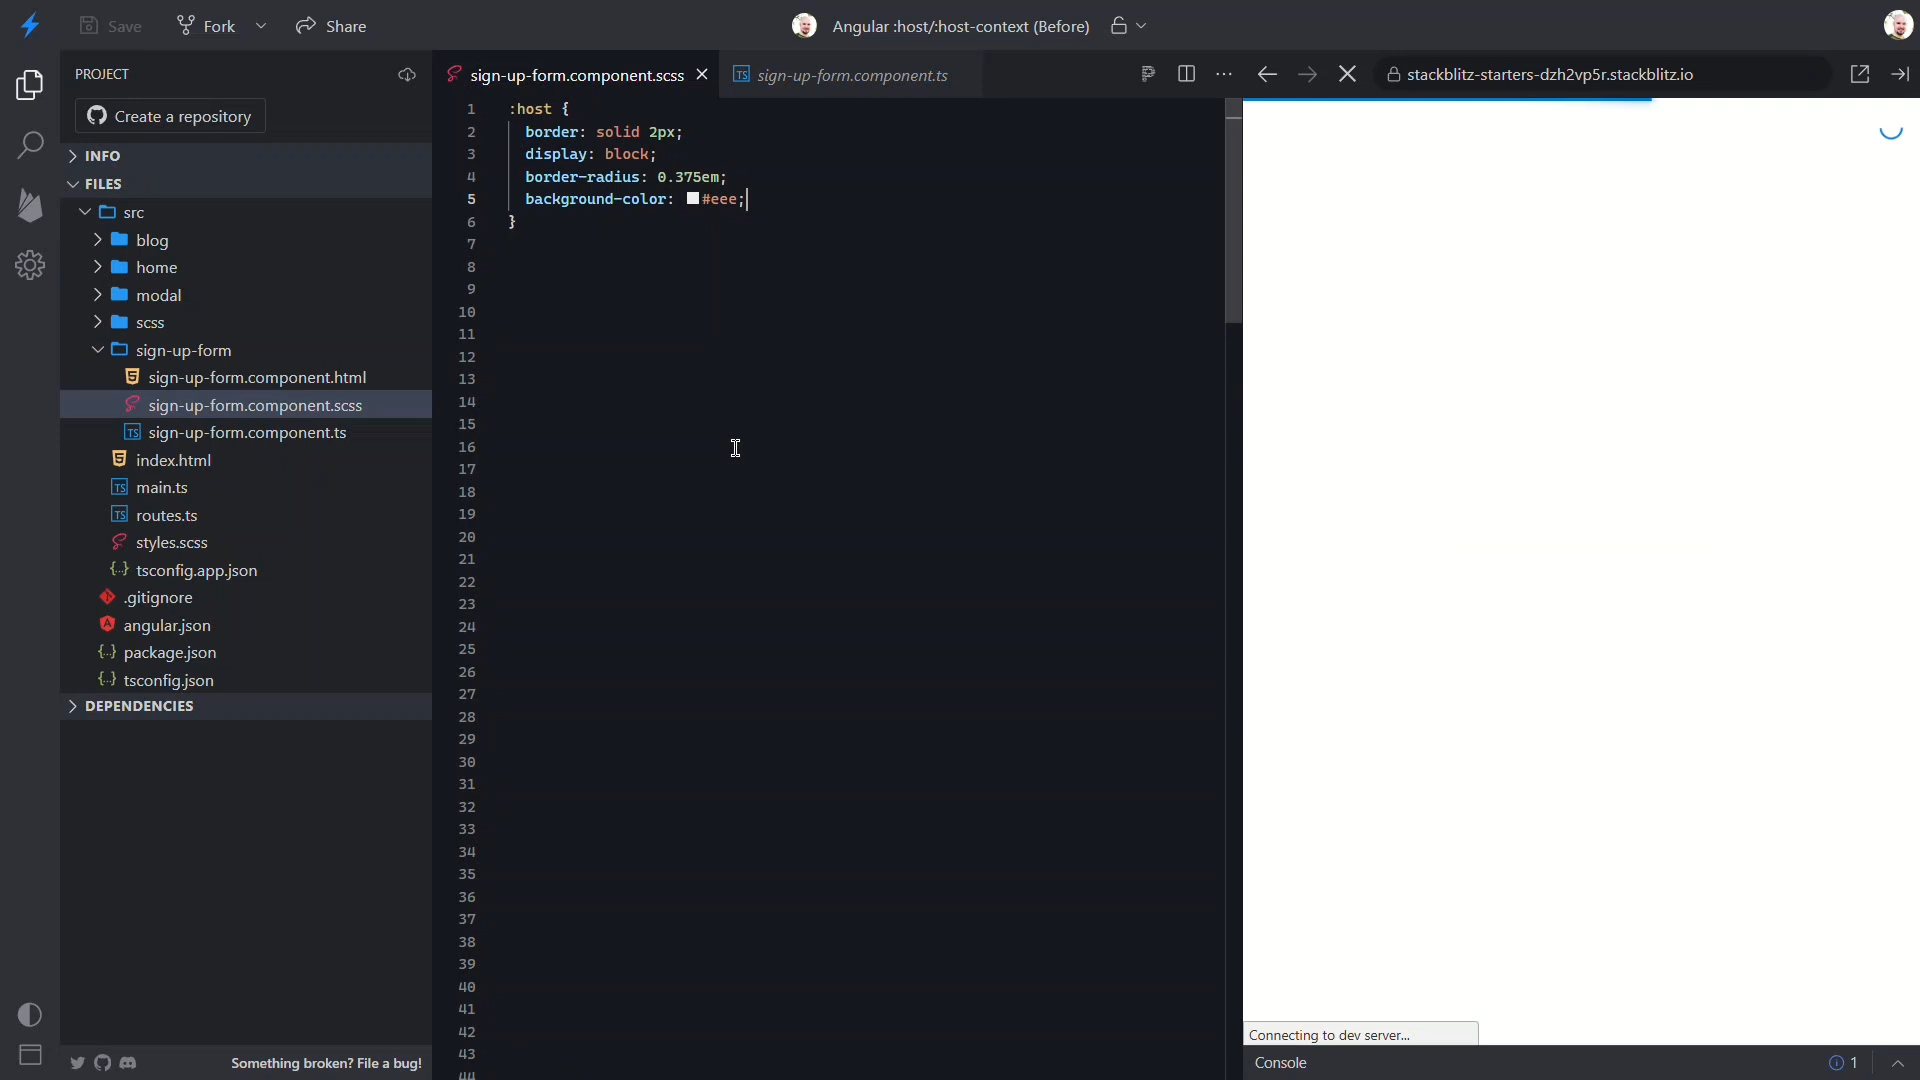 Save
Fork
Share
Angular :host/:host-context (Before)
PROJECT
Create a repository
INFO
FILES
src
blog
home
modal
scss
sign-up-form
sign-up-form.component.html
sign-up-form.component.scss
TS sign-up-form.component.ts
index.html
TS main.ts
TS routes.ts
styles.scss
{..} tsconfig.app.json
.gitignore
angular.json
{..} package.json
{..} tsconfig.json
DEPENDENCIES
Something broken? File a bug!
sign-up-form.component.scss
TS sign-up-form.component.ts
1 :host {
2 border: solid 2px;
3 display: block;
4 border-radius: 0.375em;
5 background-color: #eee;
6 }
7
8
9
10
11
12
13
14
15
16
17
18
19
20
21
22
23
24
25
26
27
28
29
30
31
32
33
34
35
36
37
38
39
40
41
42
43
44
stackblitz-starters-dzh2vp5r.stackblitz.io
Connecting to dev server...
Console
1